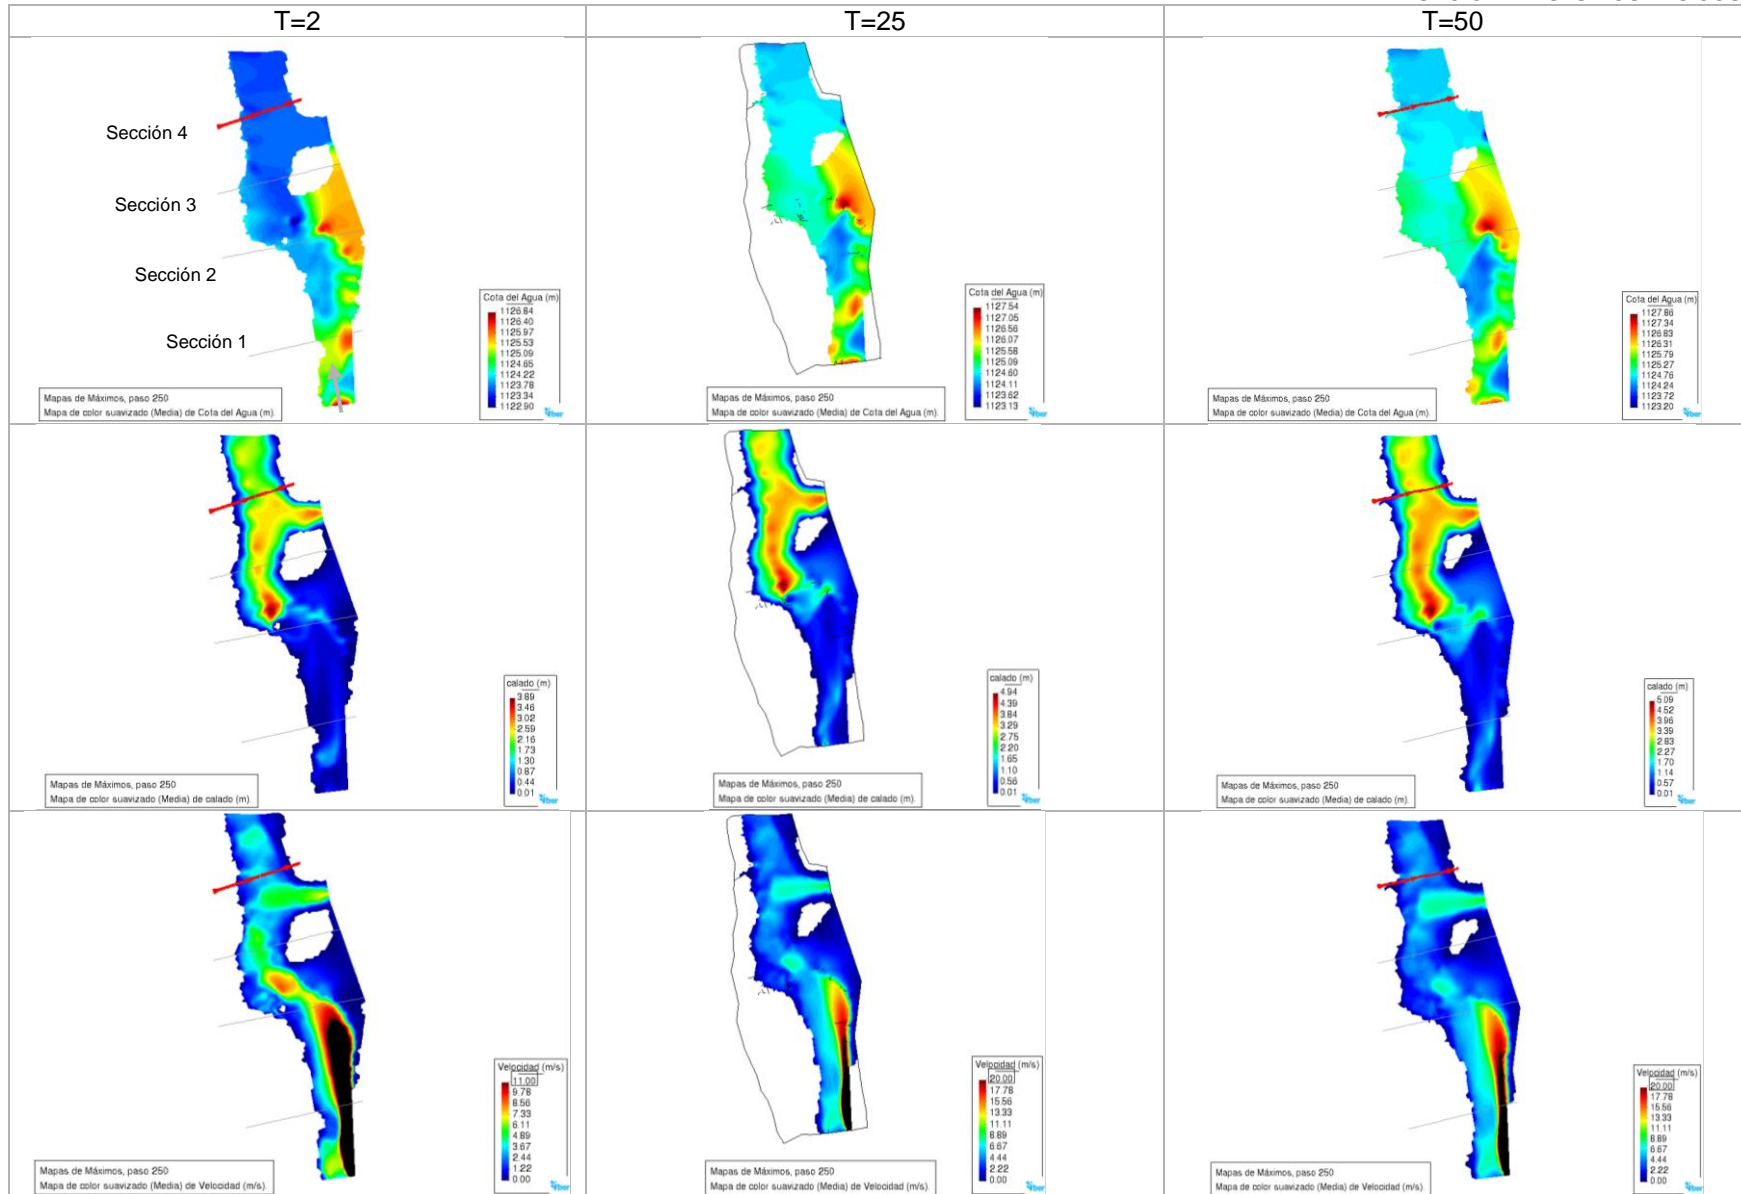 T=2
T=25
T=50
Sección 4
Sección 3
Sección 2
Sección 1
Cota del Agua (m)
1126.84
1126.40
1125.97
1125.53
1125.09
1124.65
1124.22
1123.78
1123.34
1122.90
Iber
Mapas de Máximos, paso 250
Mapa de color suavizado (Media) de Cota del Agua (m).
Cota del Agua (m)
1127.54
1127.05
1126.56
1126.07
1125.58
1125.09
1124.60
1124.11
1123.62
1123.13
Iber
Mapas de Máximos, paso 250
Mapa de color suavizado (Media) de Cota del Agua (m).
Cota del Agua (m)
1127.86
1127.34
1126.83
1126.31
1125.79
1125.27
1124.76
1124.24
1123.72
1123.20
Iber
Mapas de Máximos, paso 250
Mapa de color suavizado (Media) de Cota del Agua (m).
calado (m)
3.89
3.46
3.02
2.59
2.16
1.73
1.30
0.87
0.44
0.01
Iber
Mapas de Máximos, paso 250
Mapa de color suavizado (Media) de calado (m).
calado (m)
4.94
4.39
3.84
3.29
2.75
2.20
1.65
1.10
0.56
0.01
Iber
Mapas de Máximos, paso 250
Mapa de color suavizado (Media) de calado (m).
calado (m)
5.09
4.52
3.96
3.39
2.83
2.27
1.70
1.14
0.57
0.01
Iber
Mapas de Máximos, paso 250
Mapa de color suavizado (Media) de calado (m).
Velocidad (m/s)
11.00
9.78
8.56
7.33
6.11
4.89
3.67
2.44
1.22
0.00
Iber
Mapas de Máximos, paso 250
Mapa de color suavizado (Media) de Velocidad (m/s).
Velocidad (m/s)
20.00
17.78
15.56
13.33
11.11
8.89
6.67
4.44
2.22
0.00
Iber
Mapas de Máximos, paso 250
Mapa de color suavizado (Media) de Velocidad (m/s).
Velocidad (m/s)
20.00
17.78
15.56
13.33
11.11
8.89
6.67
4.44
2.22
0.00
Iber
Mapas de Máximos, paso 250
Mapa de color suavizado (Media) de Velocidad (m/s).